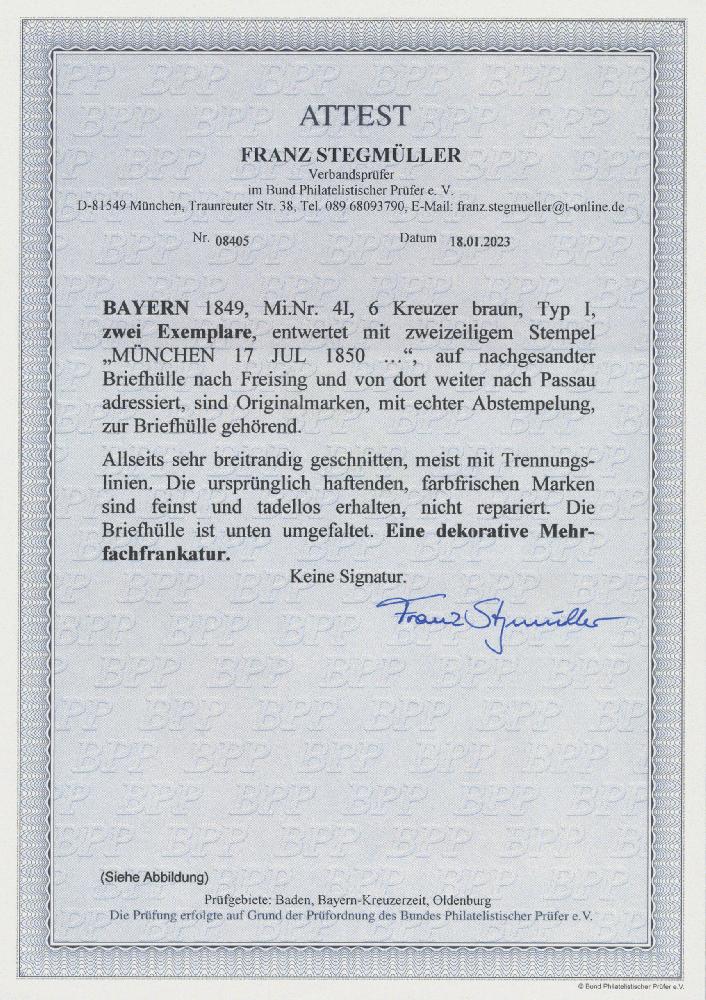 ATTEST
FRANZ STEGMÜLLER
Verbandsprüfer
im Bund Philatelistischer Prüfer e. V.
D-81549 München, Traunreuter Str. 38, Tel. 089 68093790, E-Mail: franz.stegmueller@t-online.de
Nr. 08405 Datum 18.01.2023
BAYERN 1849, Mi.Nr. 4I, 6 Kreuzer braun, Typ I,
zwei Exemplare, entwertet mit zweizeiligem Stempel
„MÜNCHEN 17 JUL 1850 ...“, auf nachgesandter
Briefhülle nach Freising und von dort weiter nach Passau
adressiert, sind Originalmarken, mit echter Abstempelung,
zur Briefhülle gehörend.
Allseits sehr breitrandig geschnitten, meist mit Trennungs-
linien. Die ursprünglich haftenden, farbfrischen Marken
sind feinst und tadellos erhalten, nicht repariert. Die
Briefhülle ist unten umgefaltet. Eine dekorative Mehr-
fachfrankatur.
Keine Signatur.
Franz Stegmüller
(Siehe Abbildung)
Prüfgebiete: Baden, Bayern-Kreuzerzeit, Oldenburg
Die Prüfung erfolgte auf Grund der Prüfordnung des Bundes Philatelistischer Prüfer e.V.
© Bund Philatelistischer Prüfer e.V.